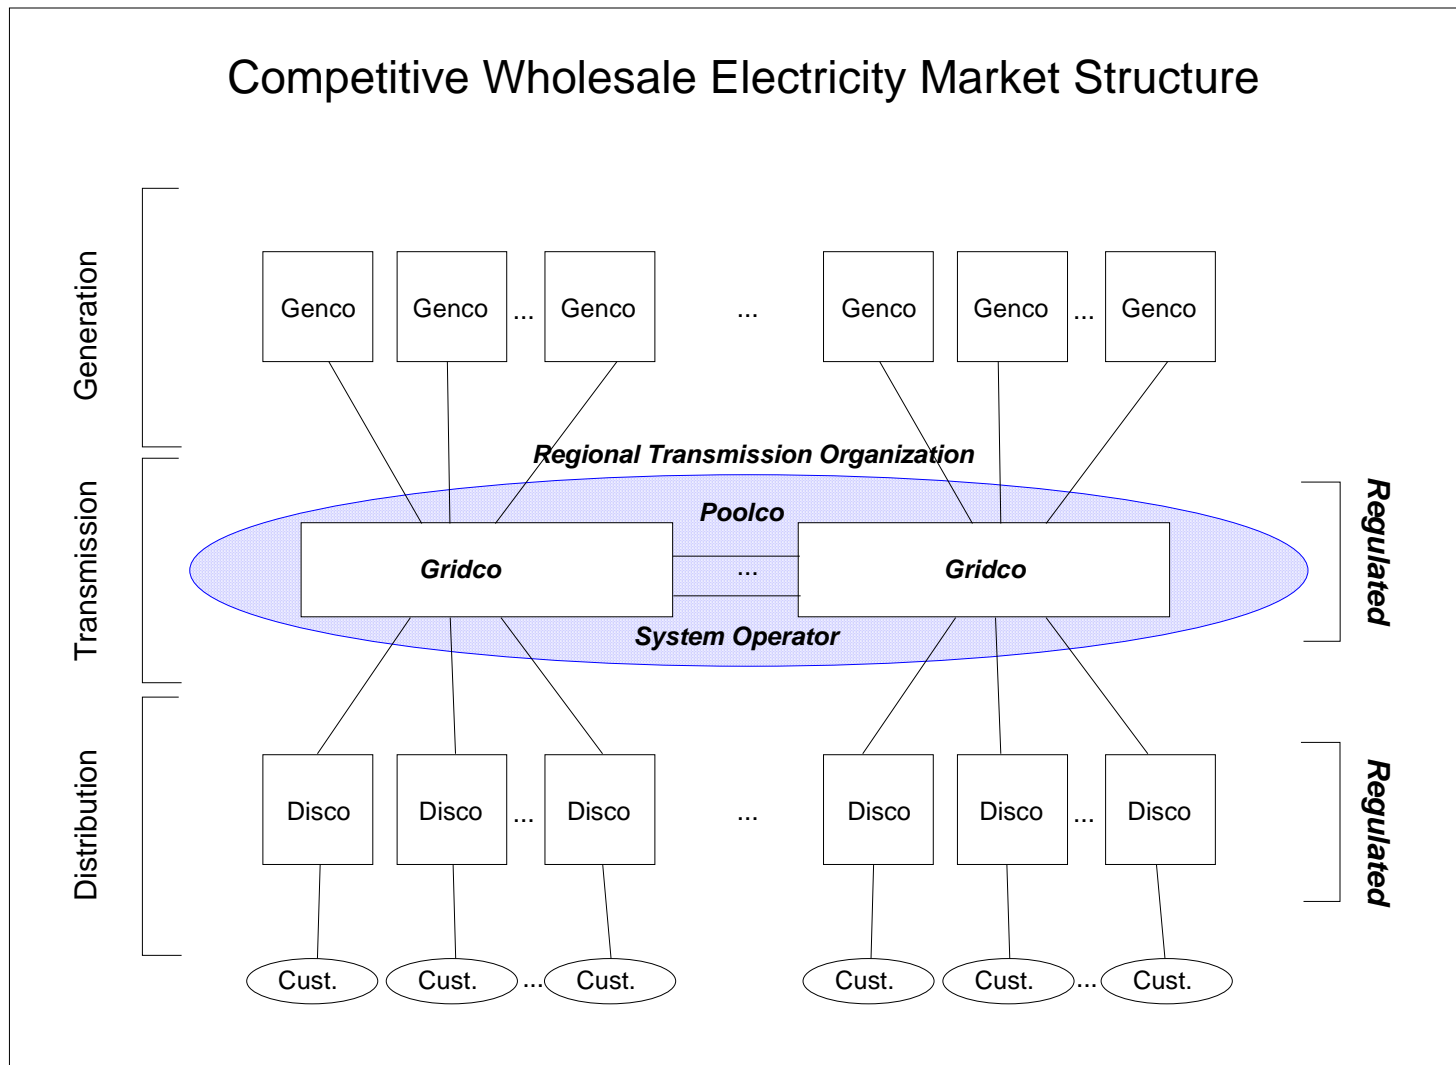 Competitive Wholesale Electricity Market Structure
Generation
Genco Genco ... Genco ... Genco Genco ... Genco
Regional Transmission Organization
Transmission
Poolco
Regulated
Gridco ... Gridco
System Operator
Distribution
Disco Disco ... Disco ... Disco Disco ... Disco
Regulated
Cust. Cust. ... Cust. Cust. Cust. ... Cust.